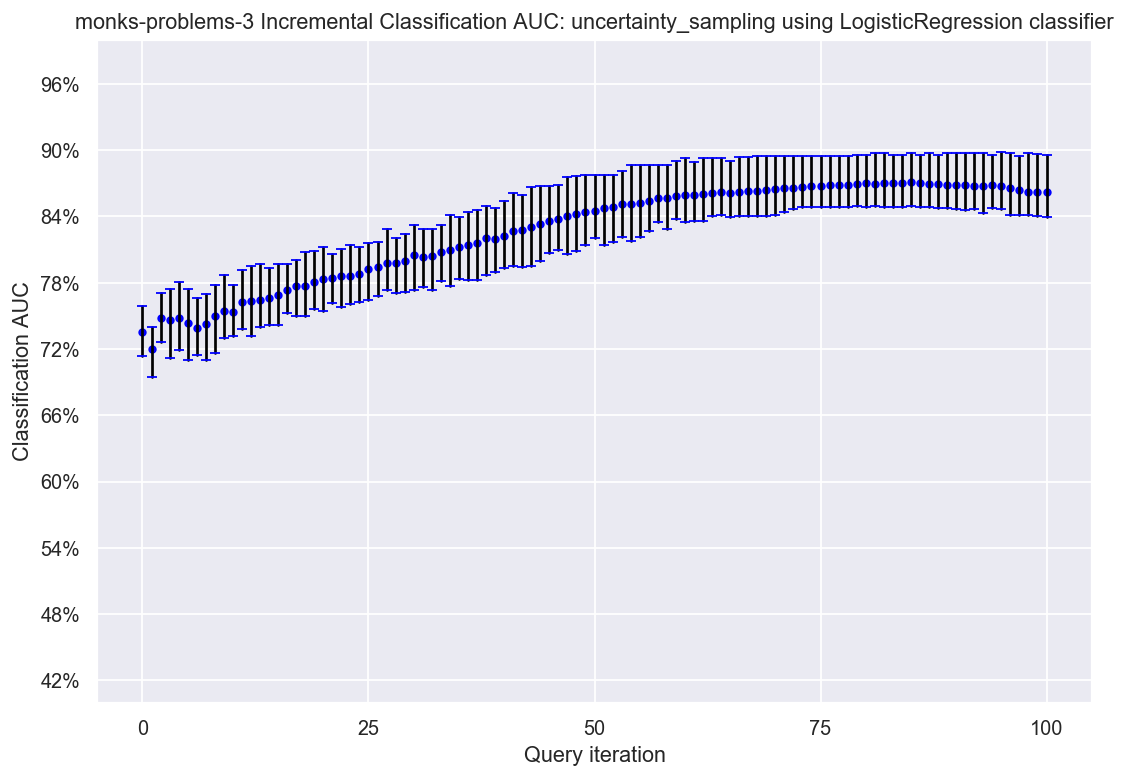 monks-problems-3 Incremental Classification AUC: uncertainty_sampling using LogisticRegression classifier
96%
90%
84%
78%
72%
66%
60%
54%
48%
42%
Classification AUC
0 25 50 75 100
Query iteration